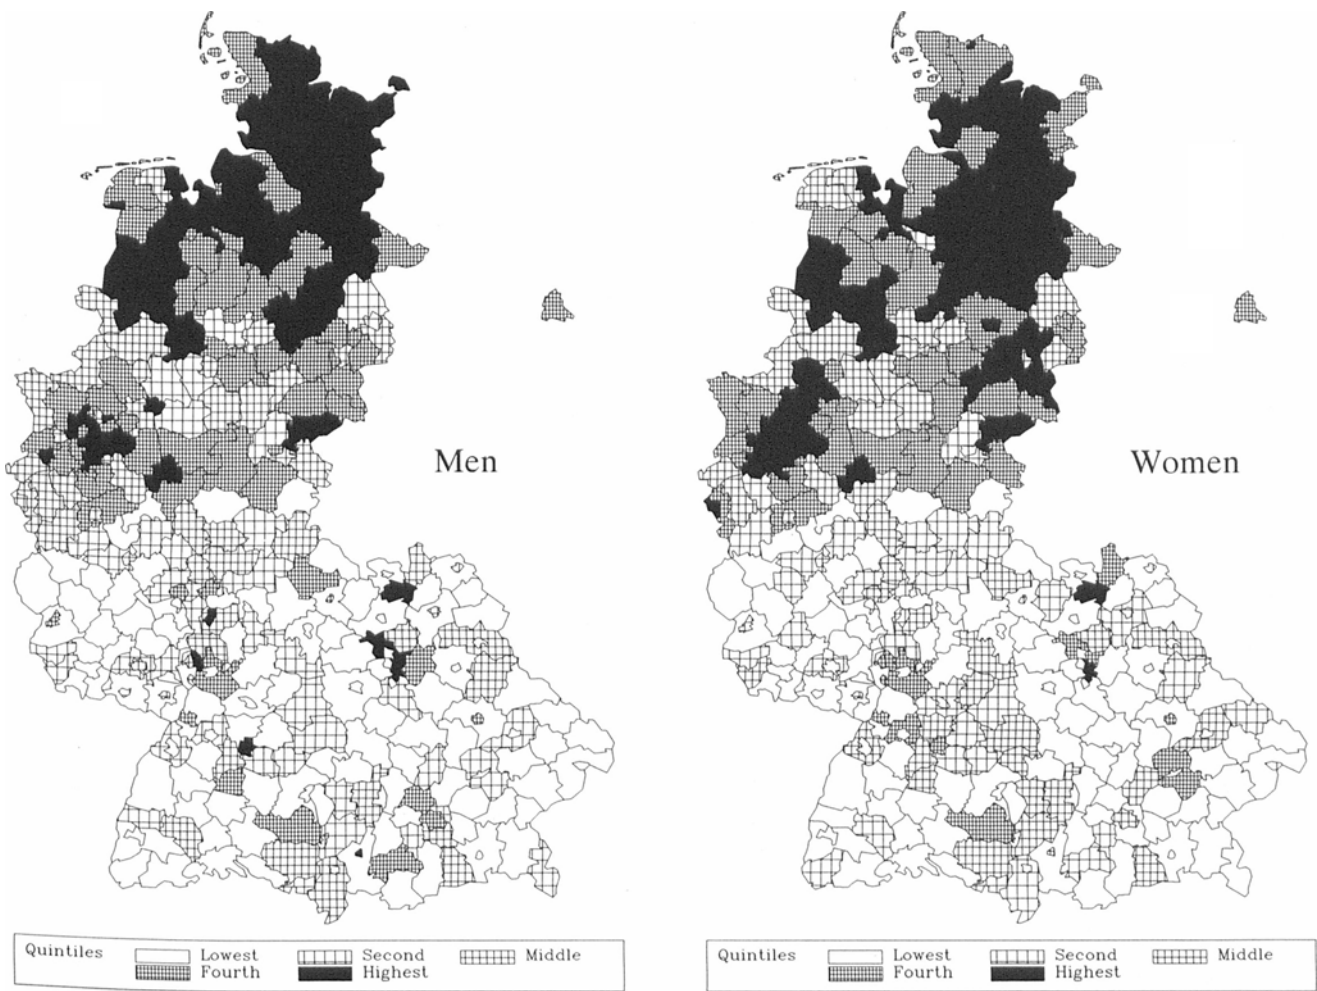 Men
Women
Quintiles Lowest Second Middle
Fourth Highest
Quintiles Lowest Second Middle
Fourth Highest